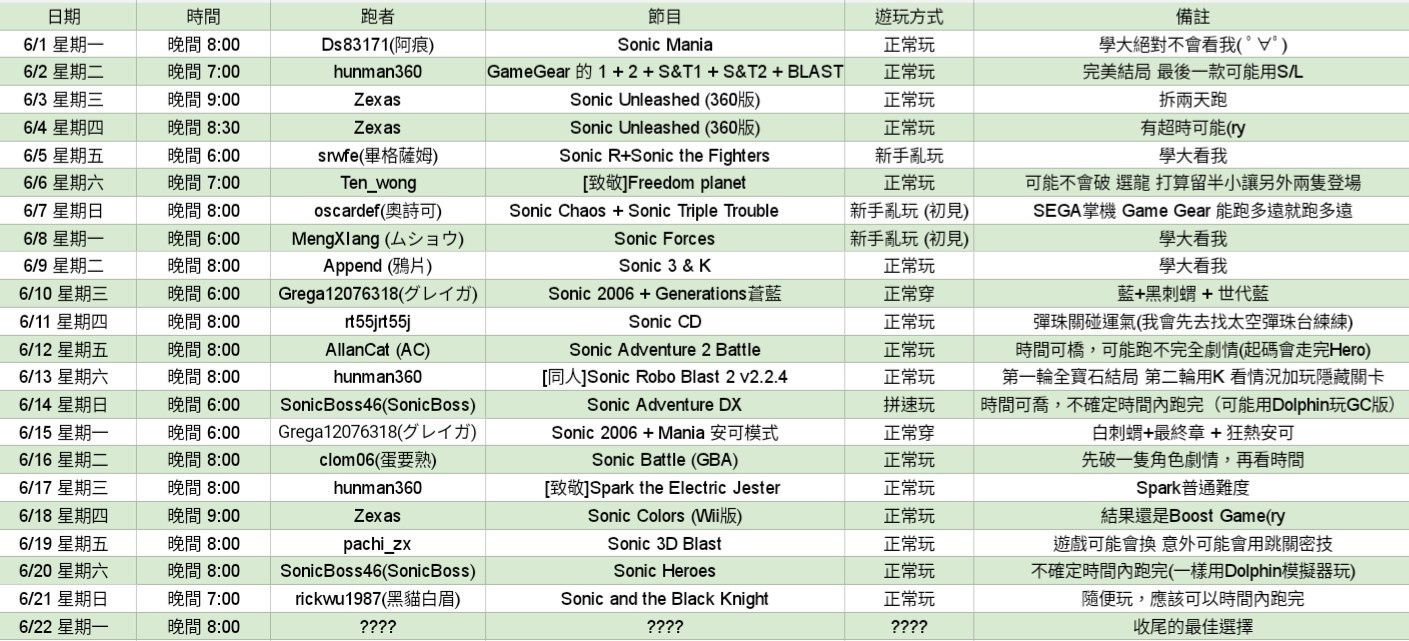 日期 時間 跑者 節目 遊玩方式 備註
6/1 星期一 晚間 8:00 Ds83171(阿痕) Sonic Mania 正常玩 學大絕對不會看我( ﾟ∀ﾟ)
6/2 星期二 晚間 7:00 hunman360 GameGear 的 1 + 2 + S&T1 + S&T2 + BLAST 正常玩 完美結局 最後一款可能用S/L
6/3 星期三 晚間 9:00 Zexas Sonic Unleashed (360版) 正常玩 拆兩天跑
6/4 星期四 晚間 8:30 Zexas Sonic Unleashed (360版) 正常玩 有超時可能(ry
6/5 星期五 晚間 6:00 srwfe(畢格薩姆) Sonic R+Sonic the Fighters 新手亂玩 學大看我
6/6 星期六 晚間 7:00 Ten_wong [致敬]Freedom planet 正常玩 可能不會破 選龍 打算留半小讓另外兩隻登場
6/7 星期日 晚間 8:00 oscardef(奧詩可) Sonic Chaos + Sonic Triple Trouble 新手亂玩 (初見) SEGA掌機 Game Gear 能跑多遠就跑多遠
6/8 星期一 晚間 6:00 MengXIang (ムショウ) Sonic Forces 新手亂玩 (初見) 學大看我
6/9 星期二 晚間 8:00 Append (鴉片) Sonic 3 & K 正常玩 學大看我
6/10 星期三 晚間 6:00 Grega12076318(グレイガ) Sonic 2006 + Generations蒼藍 正常穿 藍+黑刺蝟 + 世代藍
6/11 星期四 晚間 8:00 rt55jrt55j Sonic CD 正常玩 彈珠關碰運氣(我會先去找太空彈珠台練練)
6/12 星期五 晚間 8:00 AllanCat (AC) Sonic Adventure 2 Battle 正常玩 時間可橋，可能跑不完全劇情(起碼會走完Hero)
6/13 星期六 晚間 8:00 hunman360 [同人]Sonic Robo Blast 2 v2.2.4 正常玩 第一輪全寶石結局 第二輪用K 看情況加玩隱藏關卡
6/14 星期日 晚間 6:00 SonicBoss46(SonicBoss) Sonic Adventure DX 拼速玩 時間可喬，不確定時間內跑完（可能用Dolphin玩GC版）
6/15 星期一 晚間 6:00 Grega12076318(グレイガ) Sonic 2006 + Mania 安可模式 正常穿 白刺蝟+最終章 + 狂熱安可
6/16 星期二 晚間 8:00 clom06(蛋要熟) Sonic Battle (GBA) 正常玩 先破一隻角色劇情，再看時間
6/17 星期三 晚間 8:00 hunman360 [致敬]Spark the Electric Jester 正常玩 Spark普通難度
6/18 星期四 晚間 9:00 Zexas Sonic Colors (Wii版) 正常玩 結果還是Boost Game(ry
6/19 星期五 晚間 8:00 pachi_zx Sonic 3D Blast 正常玩 遊戲可能會換 意外可能會用跳關密技
6/20 星期六 晚間 8:00 SonicBoss46(SonicBoss) Sonic Heroes 正常玩 不確定時間內跑完(一樣用Dolphin模擬器玩)
6/21 星期日 晚間 7:00 rickwu1987(黑貓白眉) Sonic and the Black Knight 正常玩 隨便玩，應該可以時間內跑完
6/22 星期一 晚間 8:00 ???? ???? ???? 收尾的最佳選擇